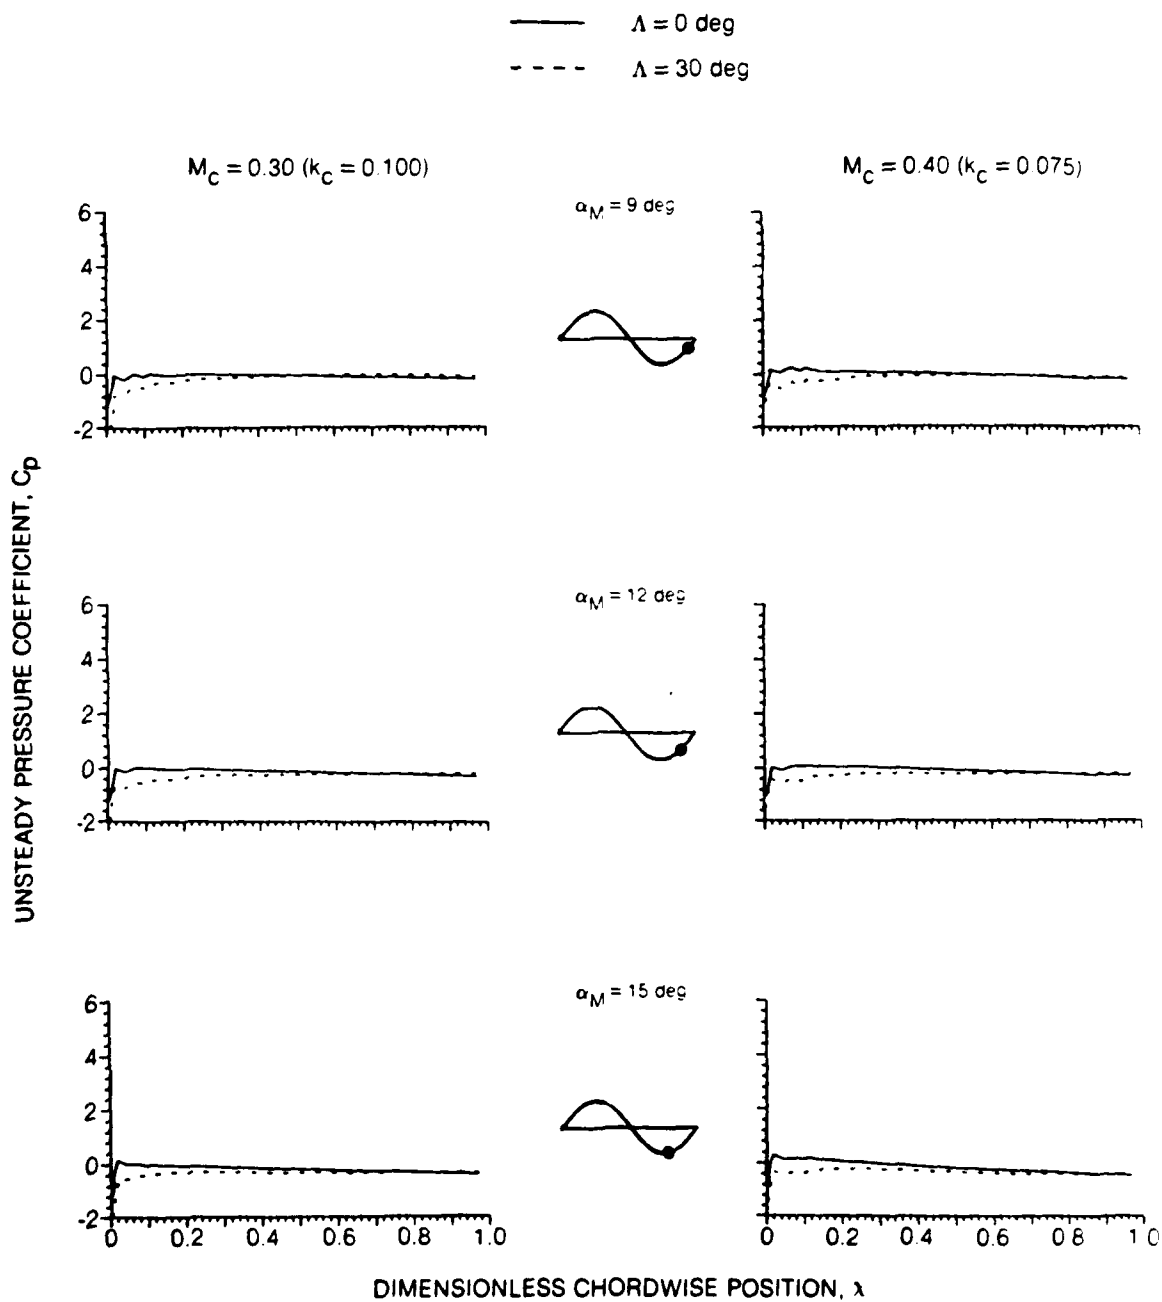 Λ = 0 deg
Λ = 30 deg
M_C = 0.30 (k_C = 0.100)
M_C = 0.40 (k_C = 0.075)
α_M = 9 deg
6
4
2
0
-2
α_M = 12 deg
6
4
2
0
-2
α_M = 15 deg
6
4
2
0
-2
0 0.2 0.4 0.6 0.8 1.0
0 0.2 0.4 0.6 0 8 1 0
UNSTEADY PRESSURE COEFFICIENT, C_p
DIMENSIONLESS CHORDWISE POSITION, χ